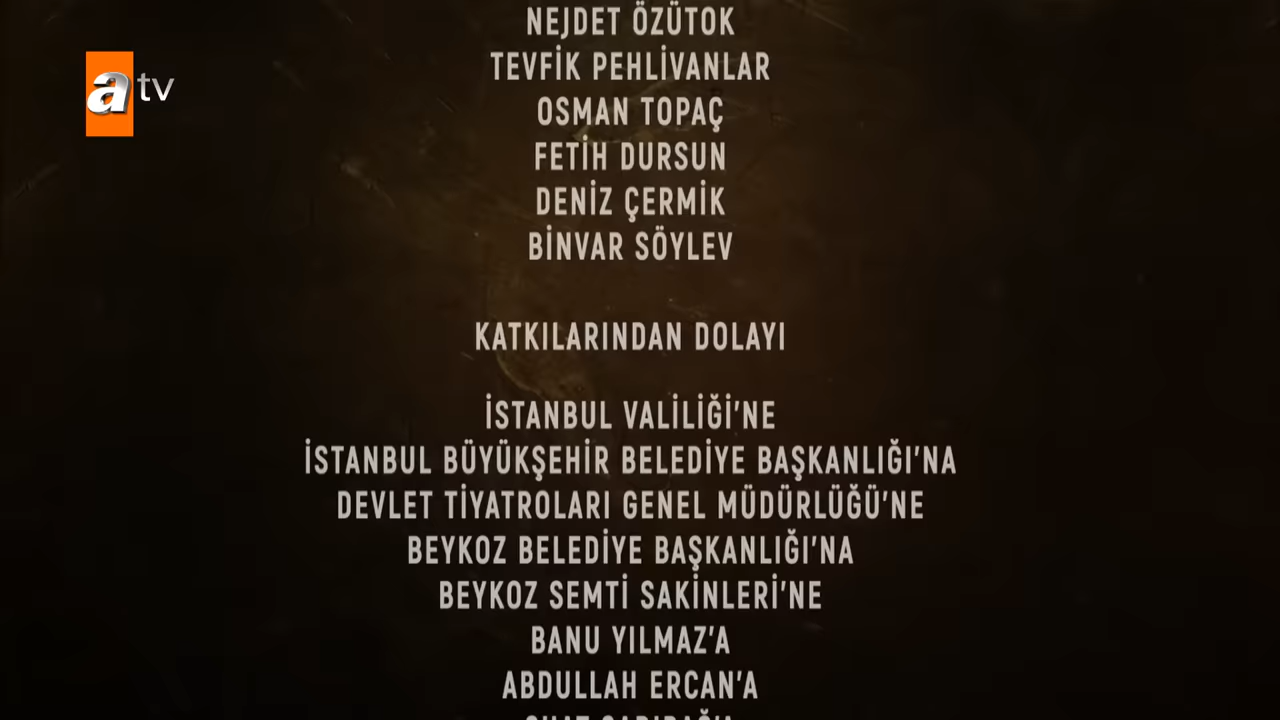 NEJDET ÖZÜTOK
atv
TEVFİK PEHLİVANLAR
OSMAN TOPAÇ
FETİH DURSUN
DENİZ ÇERMİK
BİNVAR SÖYLEV
KATKILARINDAN DOLAYI
İSTANBUL VALİLİĞİ'NE
İSTANBUL BÜYÜKŞEHİR BELEDİYE BAŞKANLIĞI'NA
DEVLET TİYATROLARI GENEL MÜDÜRLÜĞÜ'NE
BEYKOZ BELEDİYE BAŞKANLIĞI'NA
BEYKOZ SEMTİ SAKİNLERİ'NE
BANU YILMAZ'A
ABDULLAH ERCAN'A